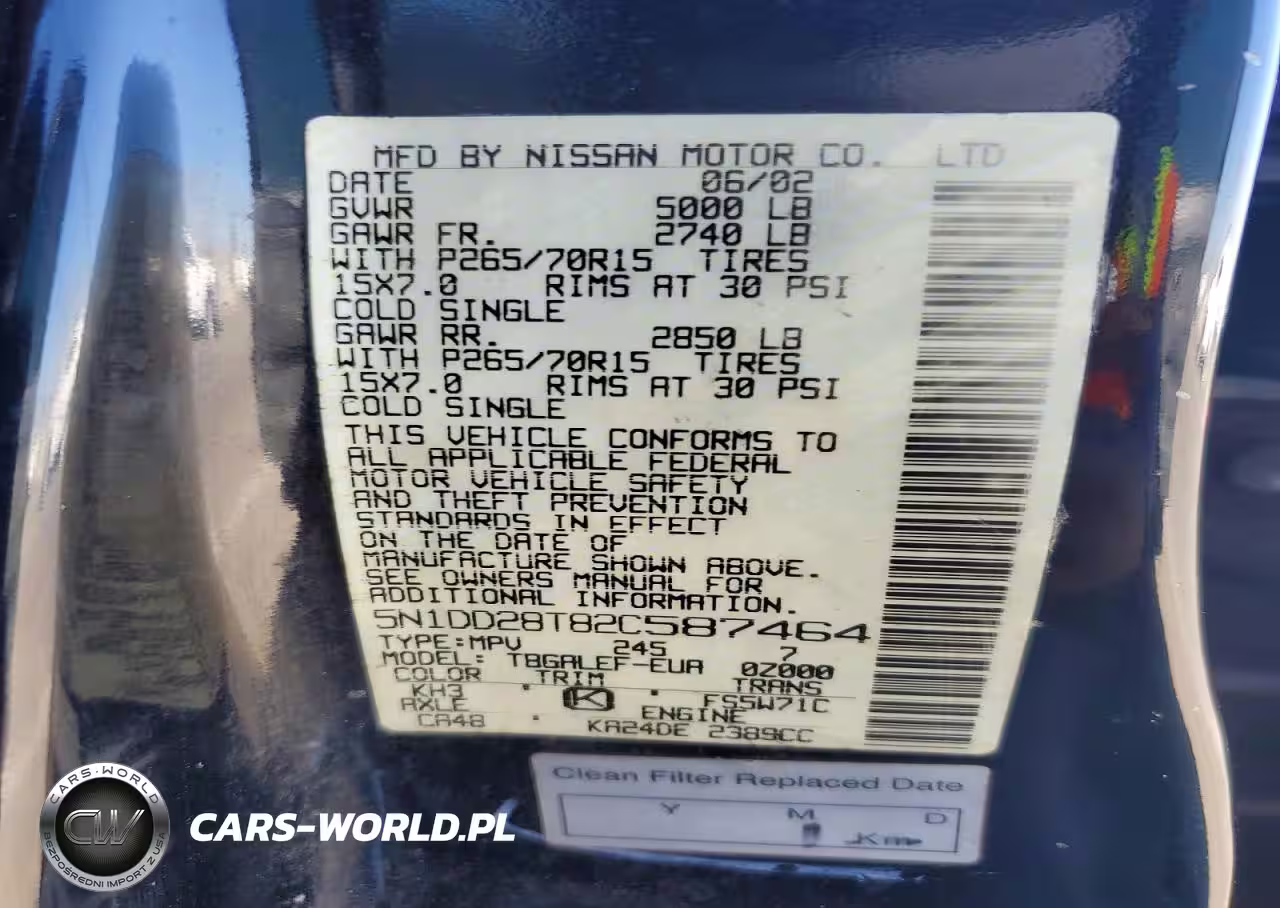 MFD BY NISSAN MOTOR CO. LTD
DATE 06/02
GVWR 5000 LB
GAWR FR. 2740 LB
WITH P265/70R15 TIRES
15X7.0 RIMS AT 30 PSI
COLD SINGLE
GAWR RR. 2850 LB
WITH P265/70R15 TIRES
15X7.0 RIMS AT 30 PSI
COLD SINGLE
THIS VEHICLE CONFORMS TO
ALL APPLICABLE FEDERAL
MOTOR VEHICLE SAFETY
AND THEFT PREVENTION
STANDARDS IN EFFECT
ON THE DATE OF
MANUFACTURE SHOWN ABOVE.
SEE OWNERS MANUAL FOR
ADDITIONAL INFORMATION.
5N1DD28T82C587464
TYPE:MPV 245 7
MODEL: TBGALEF-EUA 0Z000
COLOR TRIM TRANS
KH3 K FS5W71C
AXLE ENGINE
CA48 KA24DE 2389CC
Clean Filter Replaced Date
Y M D
Km
CARS-WORLD
CW
BEZPOŚREDNI IMPORT Z USA
CARS-WORLD.PL